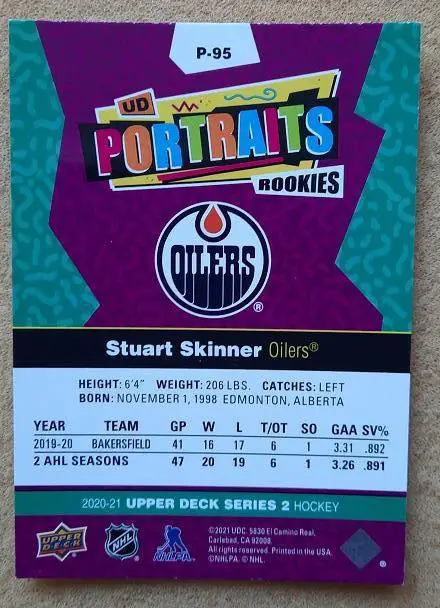 P-95
UD
PORTRAITS
ROOKIES
OILERS ®
Stuart Skinner Oilers®
HEIGHT: 6'4" WEIGHT: 206 LBS. CATCHES: LEFT
BORN: NOVEMBER 1, 1998 EDMONTON, ALBERTA
YEAR TEAM GP W L T/OT SO GAA SV%
2019-20 BAKERSFIELD 41 16 17 6 1 3.31 .892
2 AHL SEASONS 47 20 19 6 1 3.26 .891
2020-21 UPPER DECK SERIES 2 HOCKEY
UPPER DECK
NHL
NHLPA
©2021 UDC. 5830 El Camino Real,
Carlsbad, CA 92008.
All rights reserved. Printed in the USA.
©NHLPA. © NHL.
®